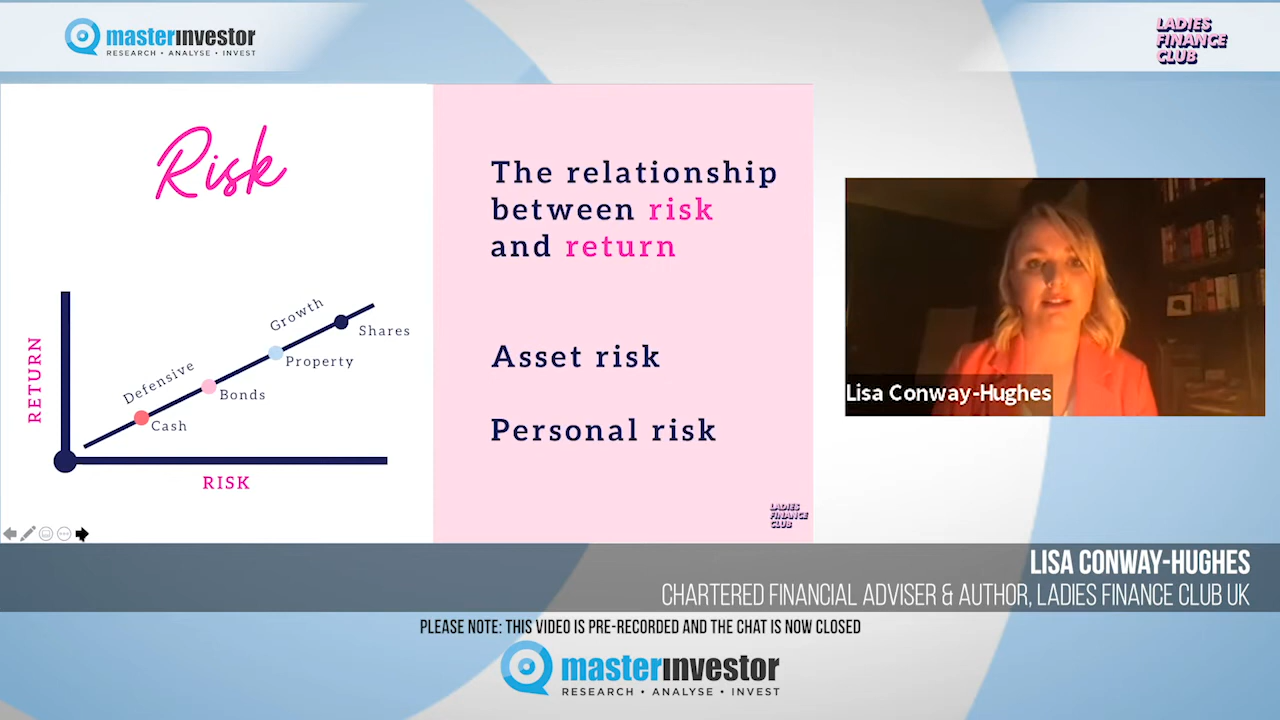 masterinvestor
RESEARCH • ANALYSE • INVEST
LADIES
FINANCE
CLUB
Risk
The relationship
between risk
and return
Asset risk
Personal risk
RETURN
Growth
Shares
Property
Defensive
Bonds
Cash
RISK
LADIES
FINANCE
CLUB
Lisa Conway-Hughes
LISA CONWAY-HUGHES
CHARTERED FINANCIAL ADVISER & AUTHOR, LADIES FINANCE CLUB UK
PLEASE NOTE: THIS VIDEO IS PRE-RECORDED AND THE CHAT IS NOW CLOSED
masterinvestor
RESEARCH • ANALYSE • INVEST